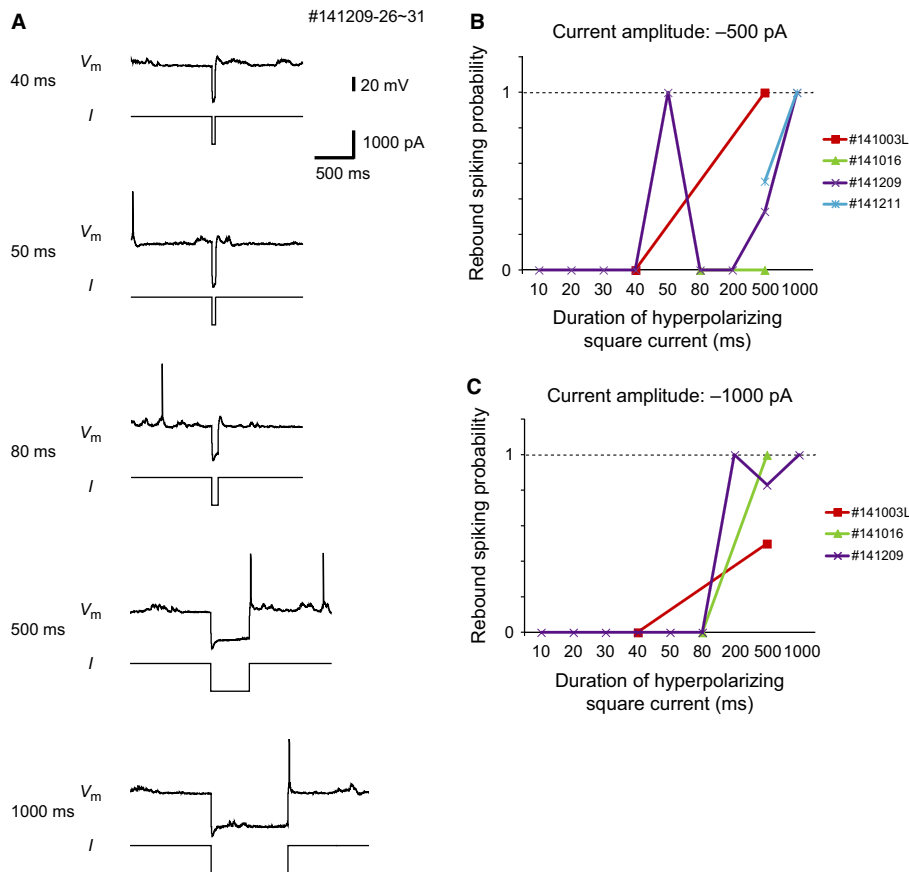 A
#141209-26~31
40 ms
Vm
I
20 mV
1000 pA
500 ms
50 ms
Vm
I
80 ms
Vm
I
500 ms
Vm
I
1000 ms
Vm
I
B
Current amplitude: –500 pA
Rebound spiking probability
1
0
10 20 30 40 50 80 200 500 1000
Duration of hyperpolarizing
square current (ms)
#141003L
#141016
#141209
#141211
C
Current amplitude: –1000 pA
Rebound spiking probability
1
0
10 20 30 40 50 80 200 500 1000
Duration of hyperpolarizing
square current (ms)
#141003L
#141016
#141209